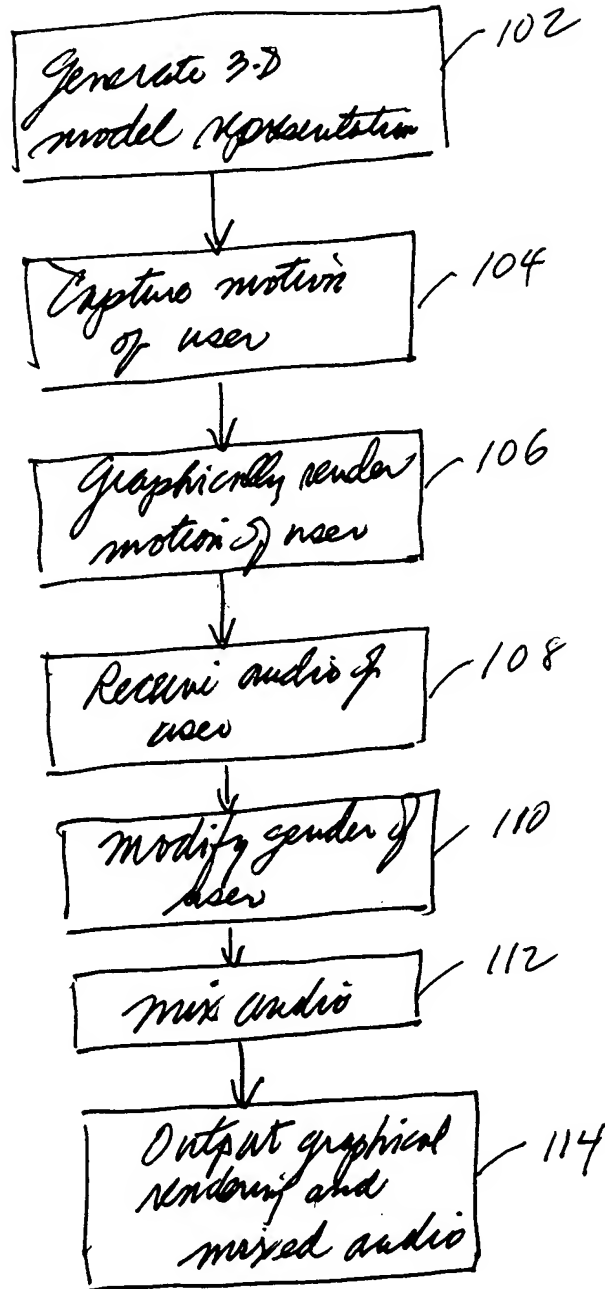 102
Generate 3-D
model representation
104
Capture motion
of user
106
Graphically render
motion of user
108
Receive audio of
user
110
modify gender of
user
112
mix audio
114
Output graphical
rendering and
mixed audio